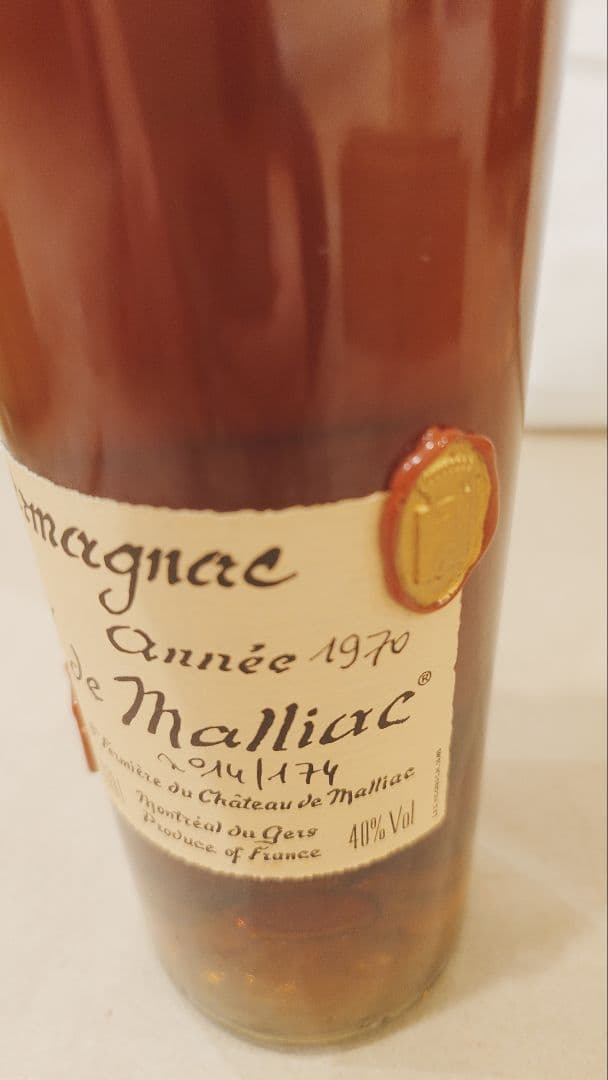 magnac
Année 1970
de Malliac®
N° 14/174
Fermière du Château de Malliac
Montréal du Gers
Produce of France 40% Vol